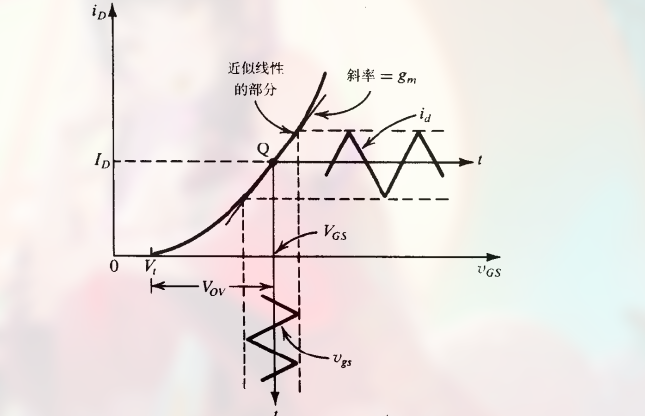 i_D
近似线性
的部分
斜率 = g_m
i_d
Q
I_D
t
V_GS
0
V_t
v_GS
V_OV
v_gs
t